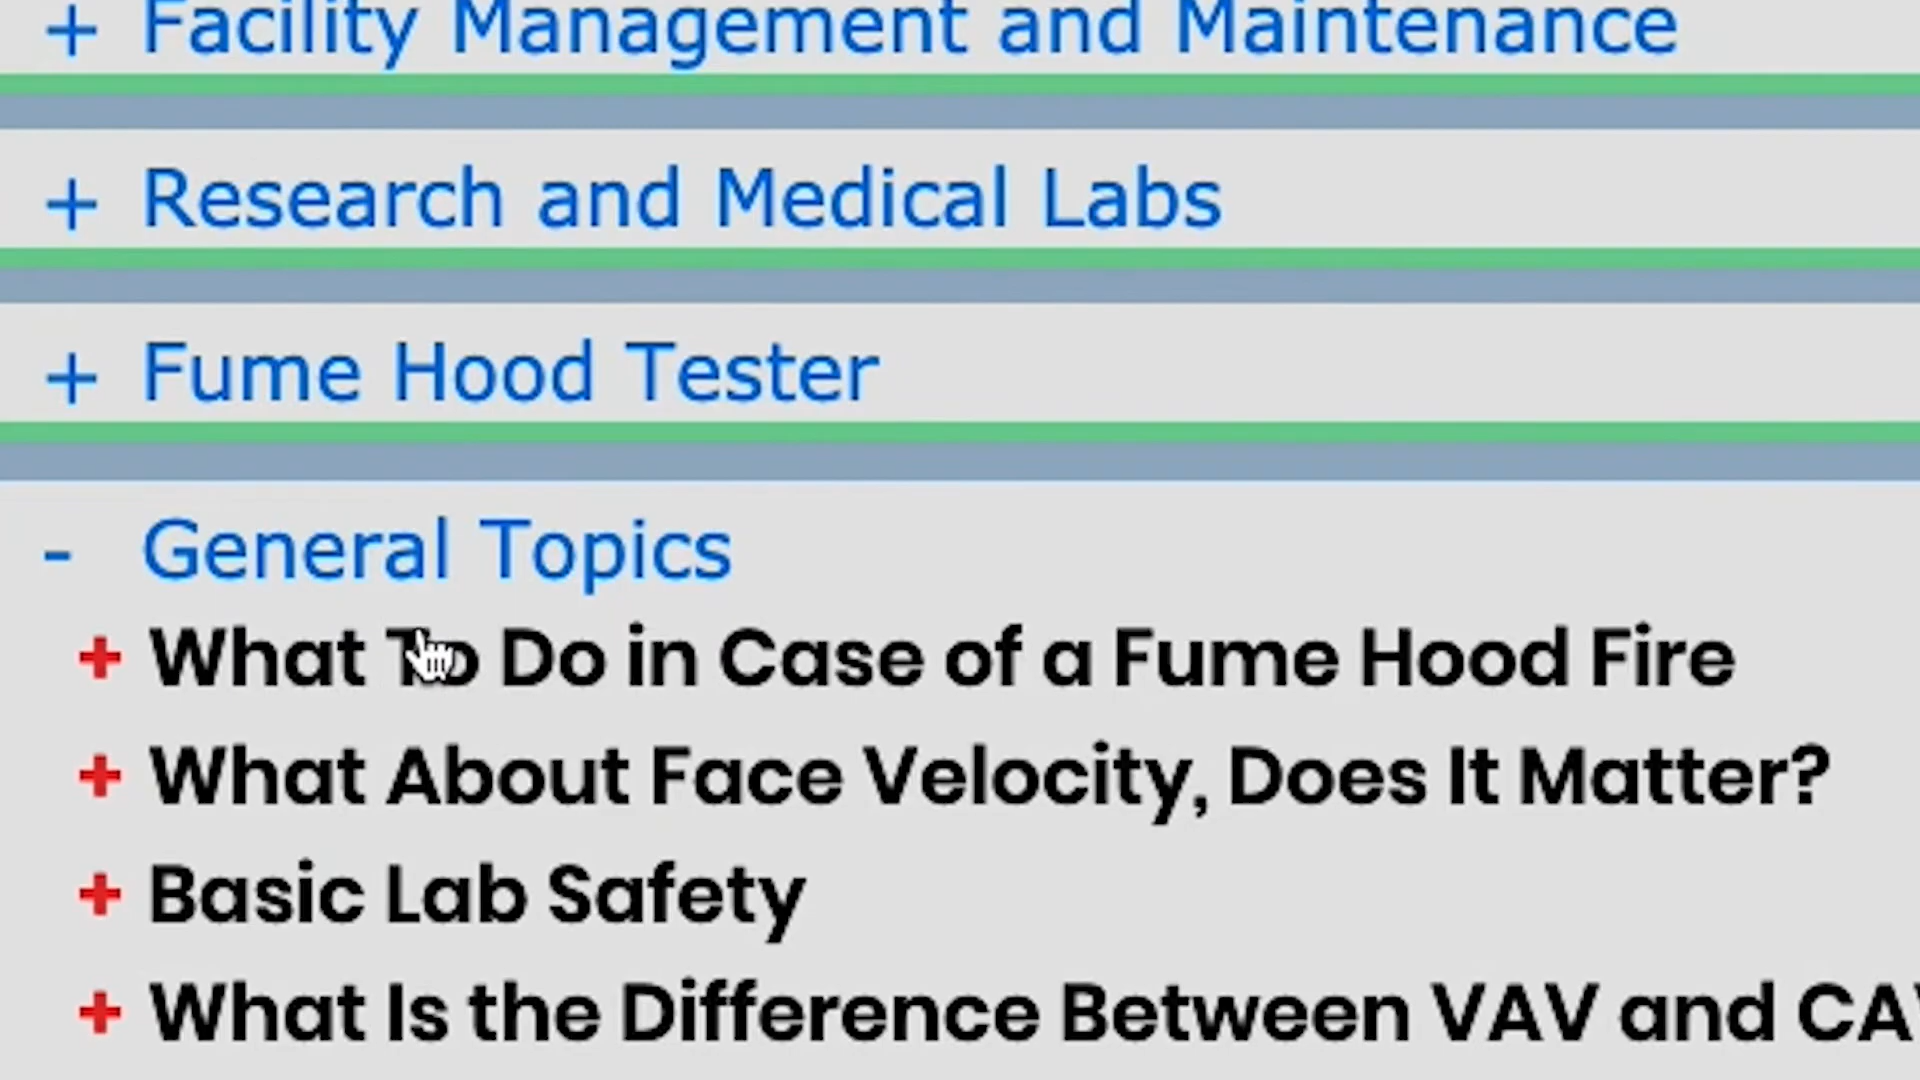 + Facility Management and Maintenance
+ Research and Medical Labs
+ Fume Hood Tester
- General Topics
+ What To Do in Case of a Fume Hood Fire
+ What About Face Velocity, Does It Matter?
+ Basic Lab Safety
+ What Is the Difference Between VAV and CAV